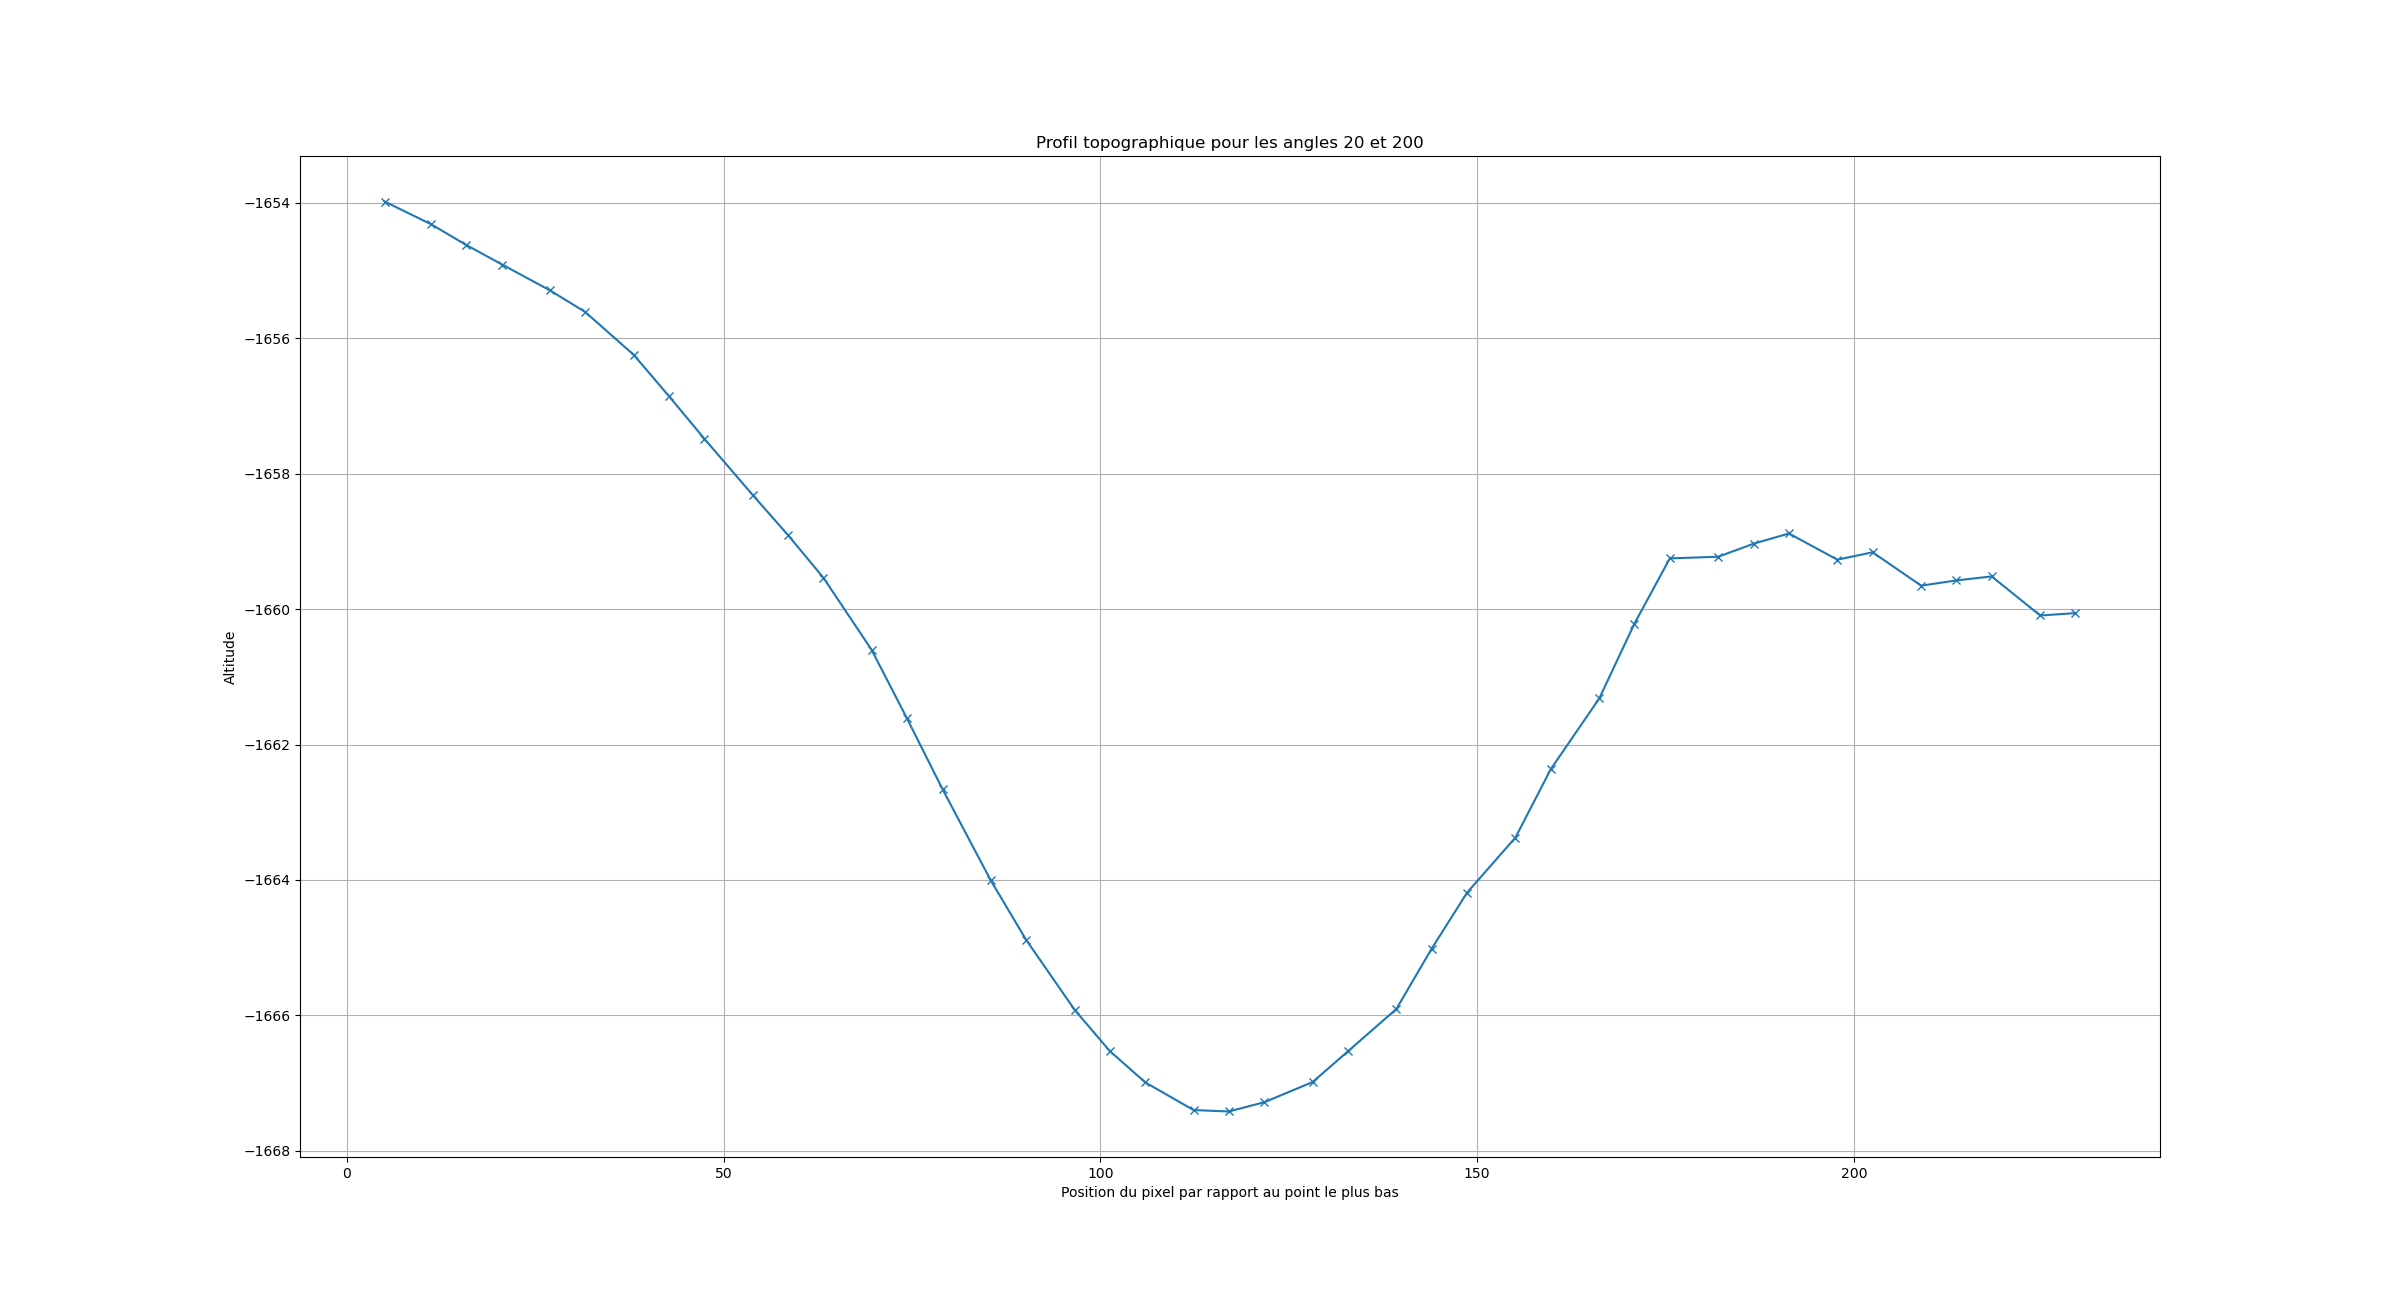 Profil topographique pour les angles 20 et 200
Altitude
−1654
−1656
−1658
−1660
−1662
−1664
−1666
−1668
0 50 100 150 200
Position du pixel par rapport au point le plus bas